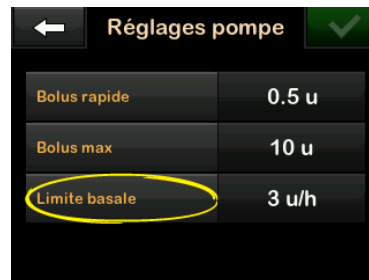 Réglages pompe
Bolus rapide 0.5 u
Bolus max 10 u
Limite basale 3 u/h